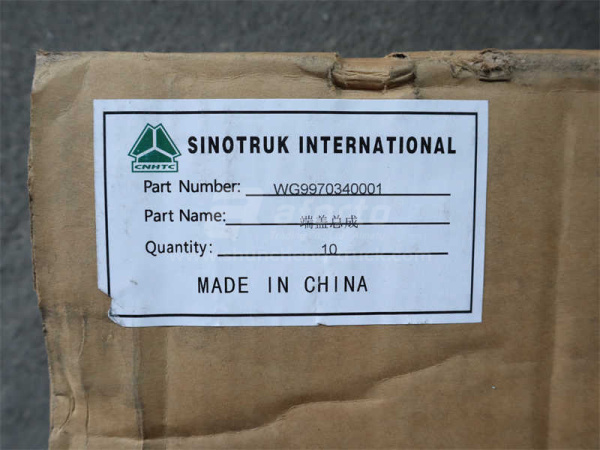 CNHTC
SINOTRUK INTERNATIONAL
Part Number: WG9970340001
Part Name: 端盖总成
Quantity: 10
MADE IN CHINA